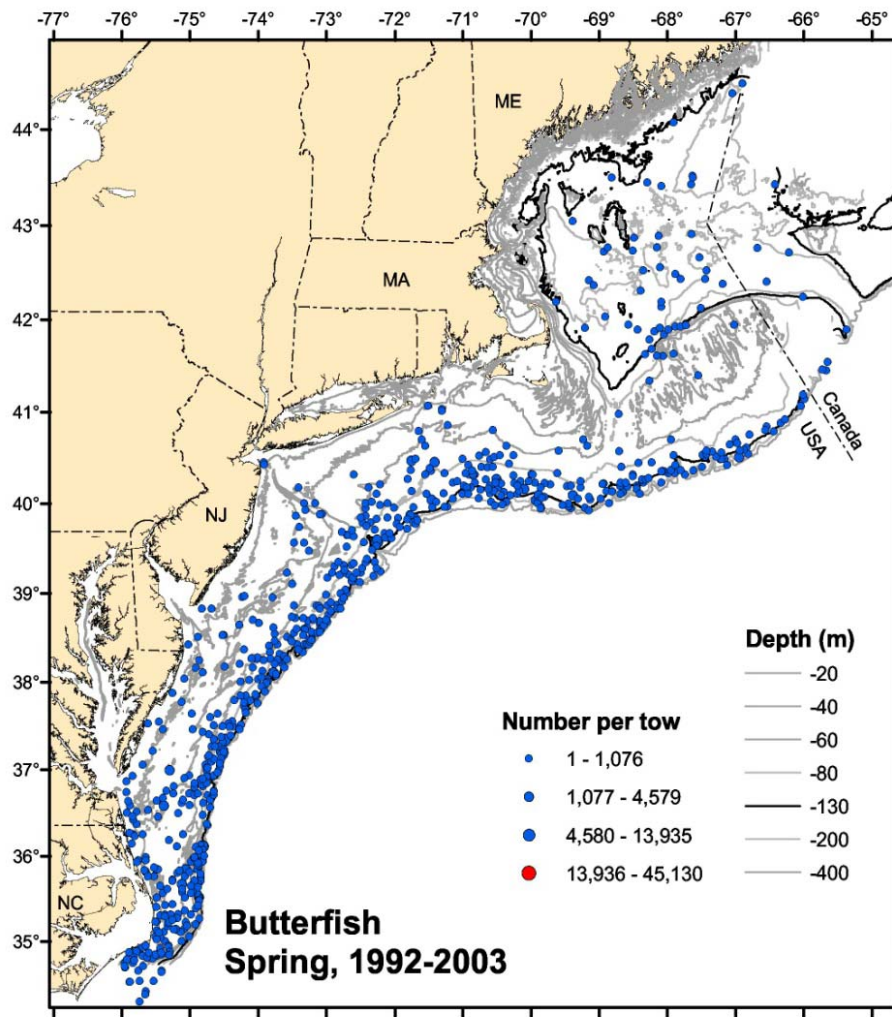 -77° -76° -75° -74° -73° -72° -71° -70° -69° -68° -67° -66° -65°
44°
43°
42°
41°
40°
39°
38°
37°
36°
35°
ME
MA
NJ
NC
Canada
USA
Number per tow
1 - 1,076
1,077 - 4,579
4,580 - 13,935
13,936 - 45,130
Depth (m)
-20
-40
-60
-80
-130
-200
-400
Butterfish
Spring, 1992-2003